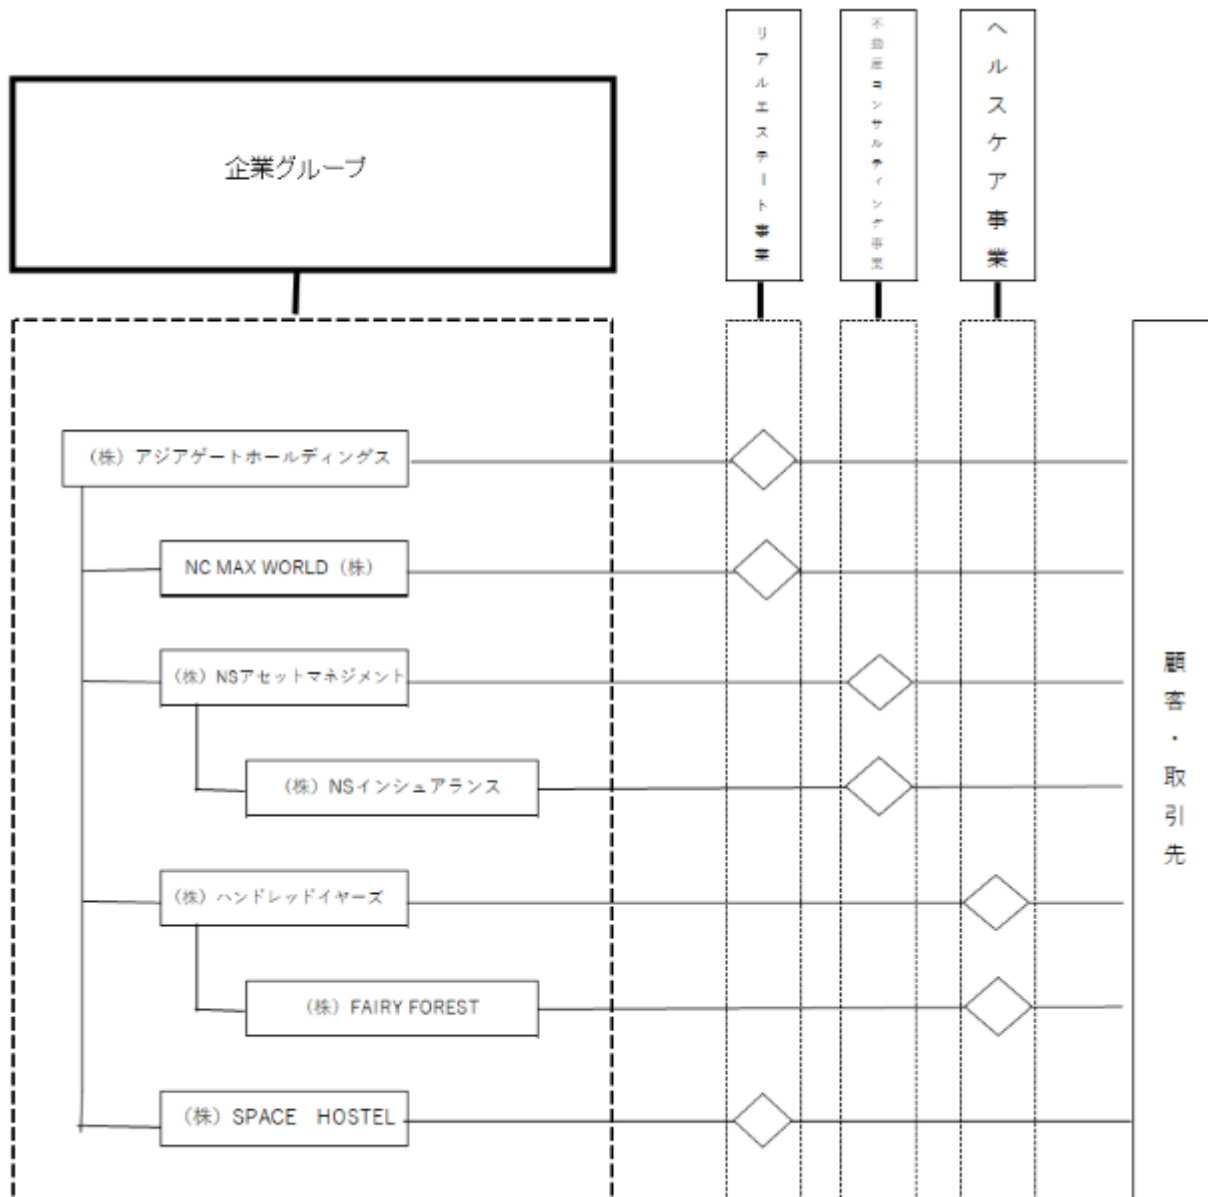 リアルエステート事業
不動産コンサルティング事業
ヘルスケア事業
企業グループ
(株) アジアゲートホールディングス
NC MAX WORLD (株)
(株) NSアセットマネジメント
(株) NSインシュアランス
(株) ハンドレッドイヤーズ
(株) FAIRY FOREST
(株) SPACE　HOSTEL
顧客・取引先